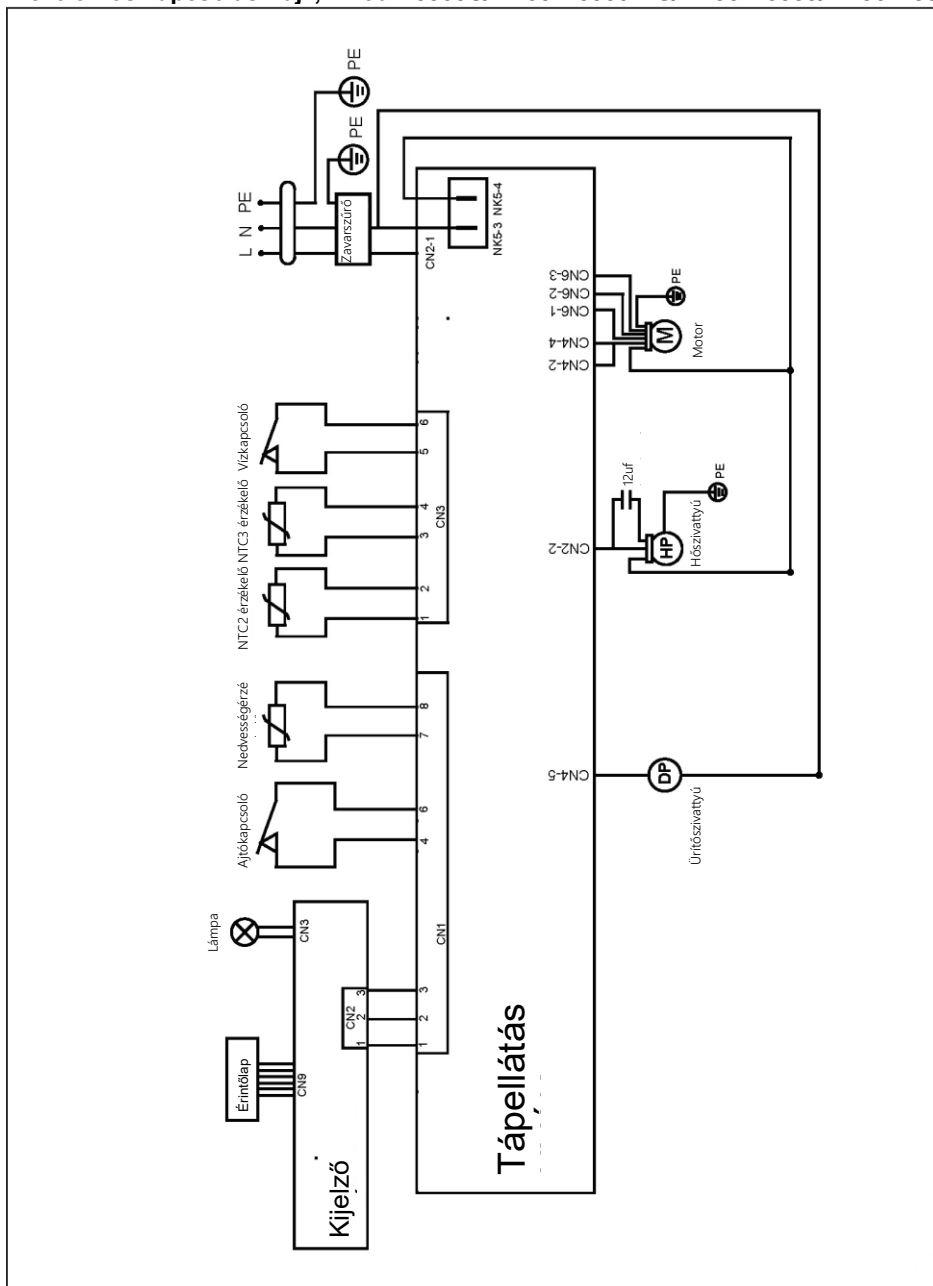 PE
PE
L N PE
Zavarszűrő
CN2-1
NK5-3 NK5-4
CN6-3
CN6-2
CN6-1
CN4-4
CN4-2
PE
M
Motor
Vízkapcsoló
NTC3 érzékelő
NTC2 érzékelő
6
5
4
3
2
1
CN3
CN2-2
12uf
HP
PE
Hőszivattyú
Nedvességérzé
8
7
Ajtókapcsoló
6
4
CN1
3
2
1
CN4-5
DP
Ürítőszivattyú
Lámpa
CN3
CN2
3
2
1
Érintőlap
CN9
Kijelző
Tápellátás